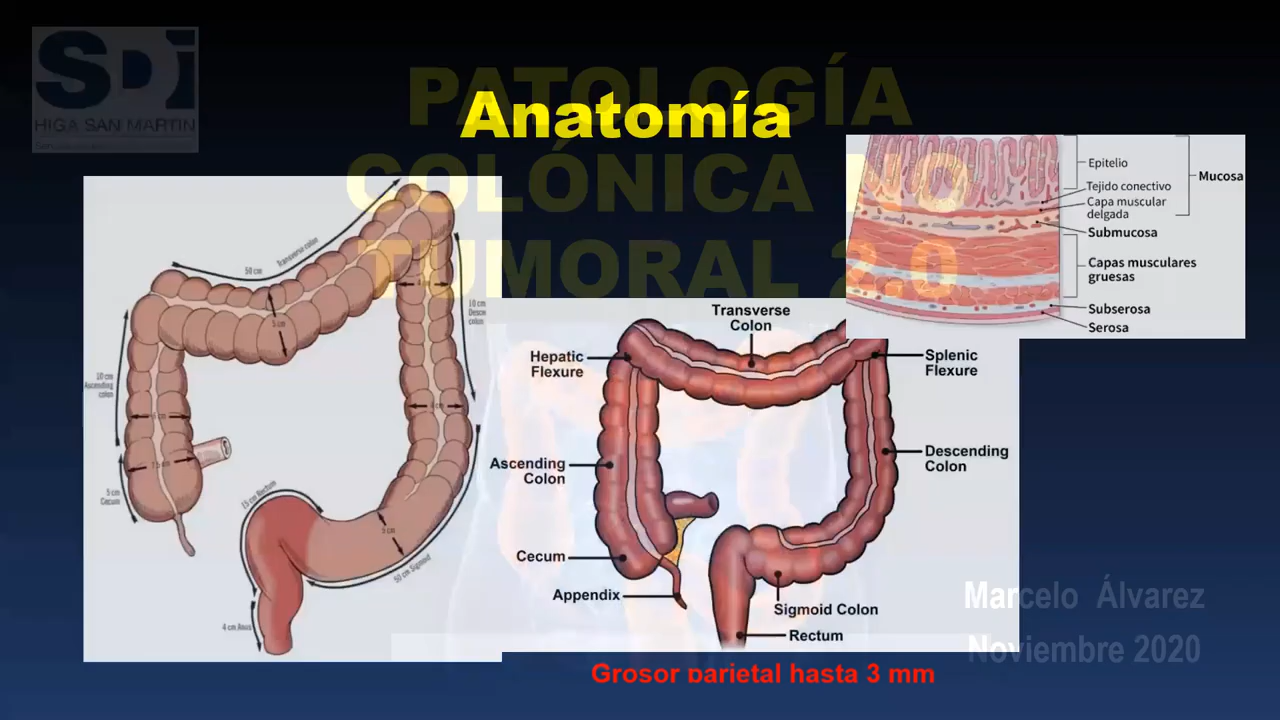 SDi
HIGA SAN MARTIN
PATOLOGÍA
COLÓNICA NO
TUMORAL 2.0
Anatomía
Epitelio
Tejido conectivo
Capa muscular
delgada
Mucosa
Submucosa
Capas musculares
gruesas
Subserosa
Serosa
50 cm
Transverse colon
5 cm
10 cm
Ascending
colon
5 cm
Cecum
15 cm Rectum
50 cm Sigmoid
4 cm Anus
Transverse
Colon
Hepatic
Flexure
Splenic
Flexure
Ascending
Colon
Descending
Colon
Cecum
Appendix
Sigmoid Colon
Rectum
Marcelo Álvarez
Noviembre 2020
Grosor parietal hasta 3 mm